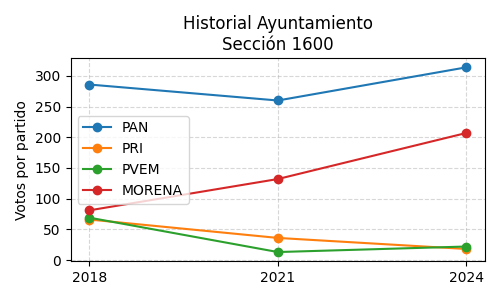 Historial Ayuntamiento
Sección 1600
Votos por partido
300
250
200
150
100
50
0
PAN
PRI
PVEM
MORENA
2018
2021
2024